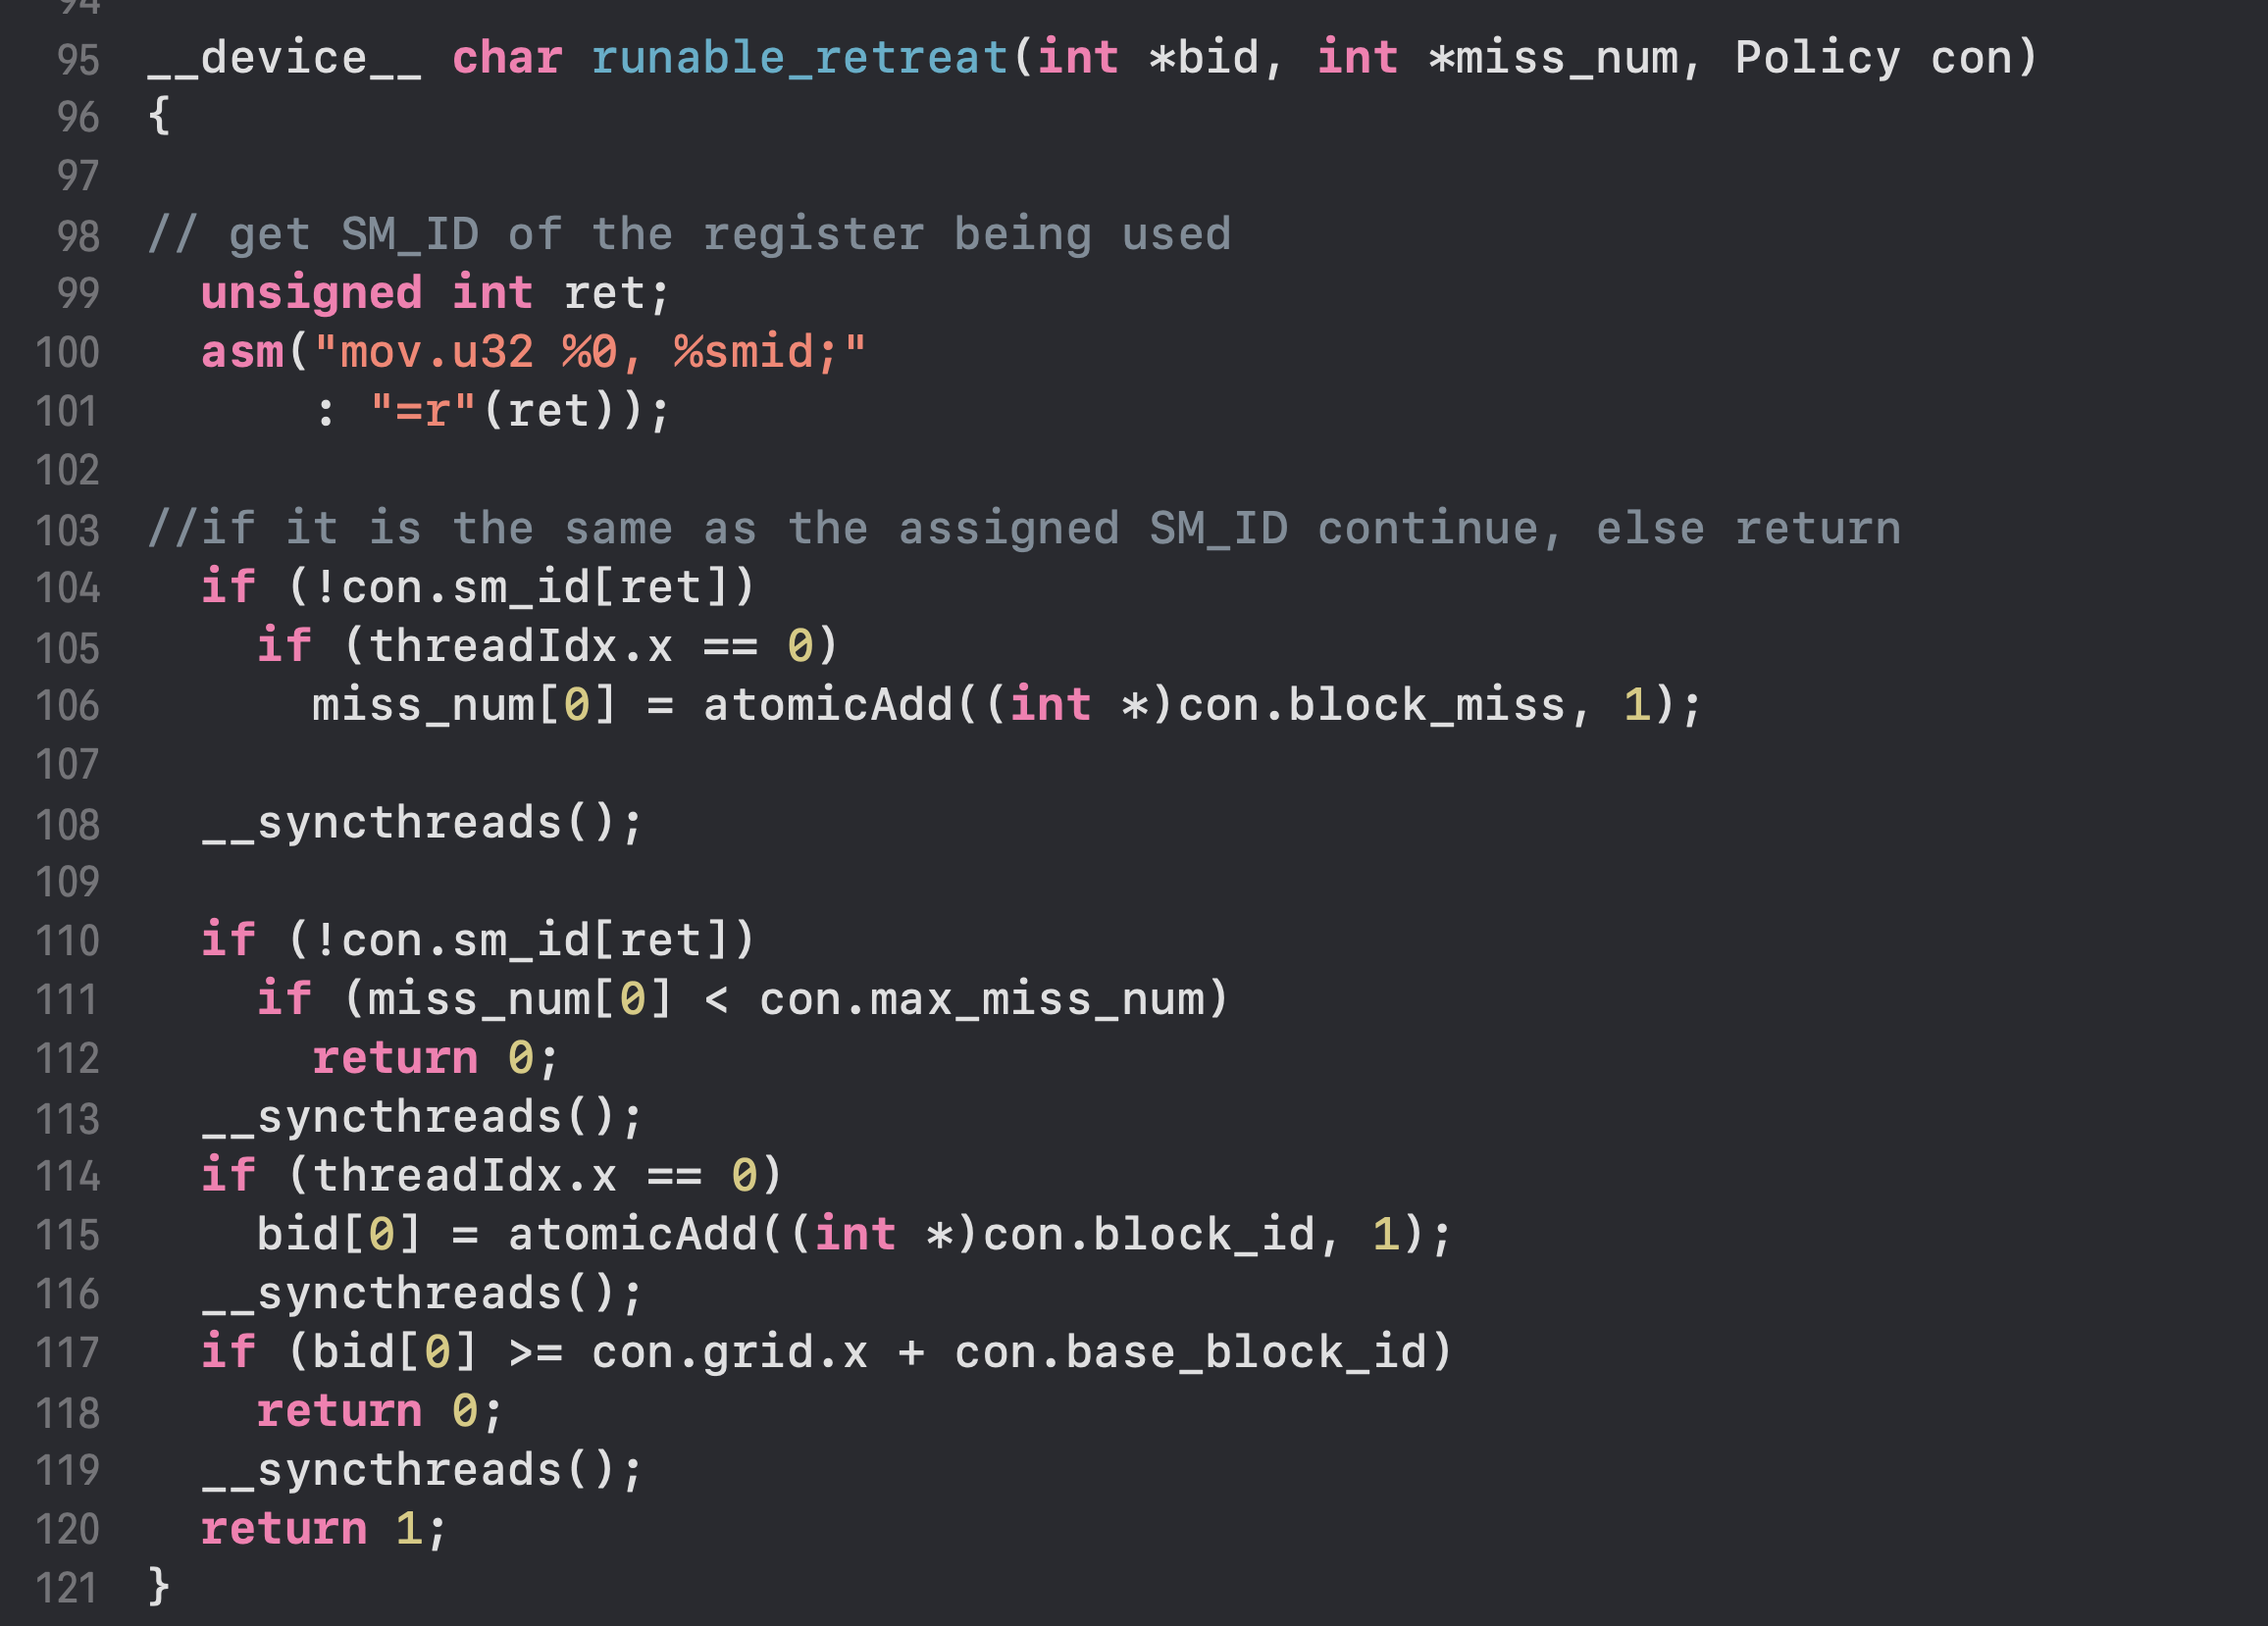 94
95 __device__ char runable_retreat(int *bid, int *miss_num, Policy con)
96 {
97
98 // get SM_ID of the register being used
99   unsigned int ret;
100   asm("mov.u32 %0, %smid;"
101       : "=r"(ret));
102
103 //if it is the same as the assigned SM_ID continue, else return
104   if (!con.sm_id[ret])
105     if (threadIdx.x == 0)
106       miss_num[0] = atomicAdd((int *)con.block_miss, 1);
107
108   __syncthreads();
109
110   if (!con.sm_id[ret])
111     if (miss_num[0] < con.max_miss_num)
112       return 0;
113   __syncthreads();
114   if (threadIdx.x == 0)
115     bid[0] = atomicAdd((int *)con.block_id, 1);
116   __syncthreads();
117   if (bid[0] >= con.grid.x + con.base_block_id)
118     return 0;
119   __syncthreads();
120   return 1;
121 }